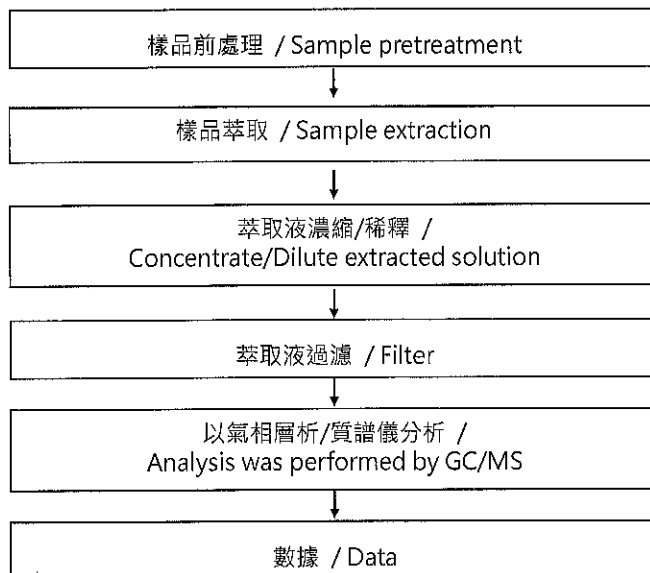 樣品前處理 / Sample pretreatment
樣品萃取 / Sample extraction
萃取液濃縮/稀釋 /
Concentrate/Dilute extracted solution
萃取液過濾 / Filter
以氣相層析/質譜儀分析 /
Analysis was performed by GC/MS
數據 / Data